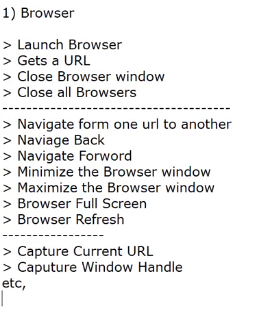 1) Browser
> Launch Browser
> Gets a URL
> Close Browser window
> Close all Browsers
--------------------------------------
> Navigate form one url to another
> Naviage Back
> Navigate Forword
> Minimize the Browser window
> Maximize the Browser window
> Browser Full Screen
> Browser Refresh
-----------------
> Capture Current URL
> Caputure Window Handle
etc,